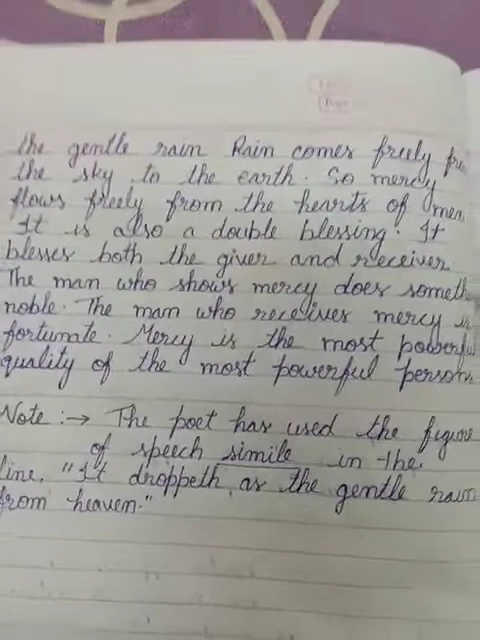 the gentle rain Rain comes freely
the sky to the earth. So mercy
flows freely from the hearts of men
It is also a double blessing. It
blesses both the giver and receiver.
The man who shows mercy does someth
noble. The man who receives mercy is
fortunate. Mercy is the most powerful
quality of the most powerful person
Note :→ The poet has used the figure
of speech simile in the
line, "It droppeth as the gentle rain
from heaven."